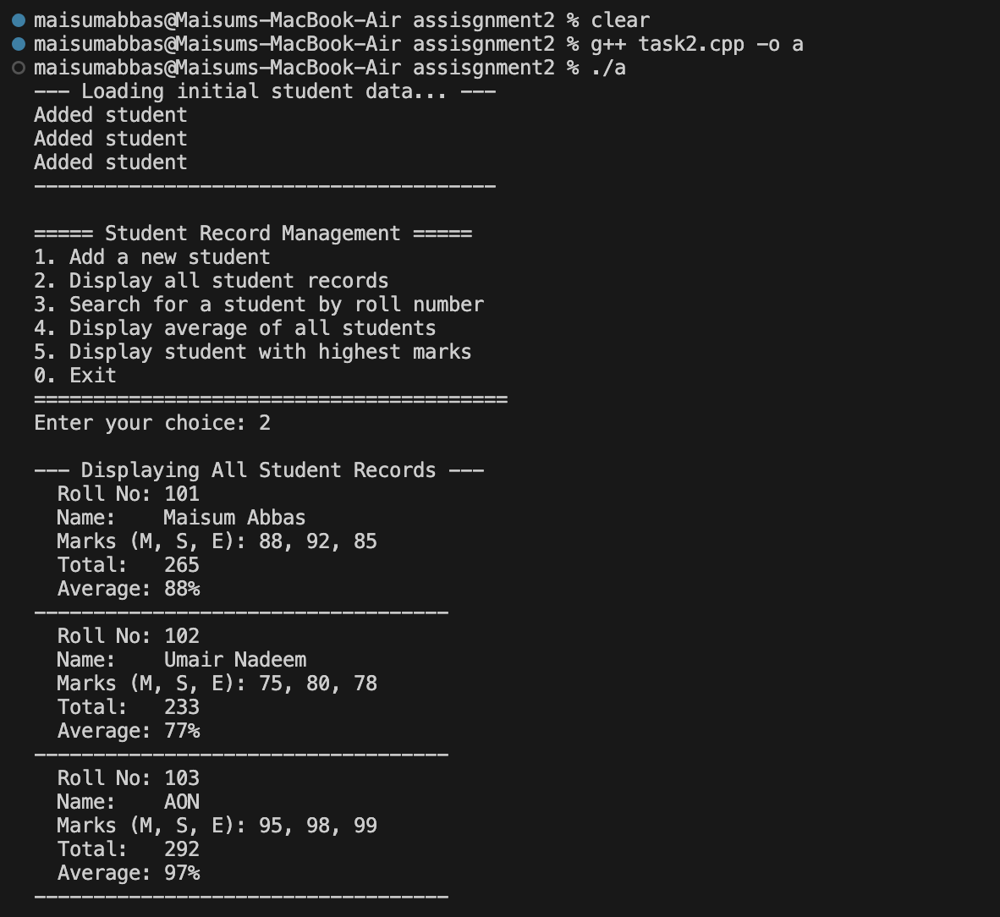 maisumabbas@Maisums-MacBook-Air assisgnment2 % clear
maisumabbas@Maisums-MacBook-Air assisgnment2 % g++ task2.cpp -o a
maisumabbas@Maisums-MacBook-Air assisgnment2 % ./a
--- Loading initial student data... ---
Added student
Added student
Added student
---------------------------------------
===== Student Record Management =====
1. Add a new student
2. Display all student records
3. Search for a student by roll number
4. Display average of all students
5. Display student with highest marks
0. Exit
========================================
Enter your choice: 2
--- Displaying All Student Records ---
  Roll No: 101
  Name:    Maisum Abbas
  Marks (M, S, E): 88, 92, 85
  Total:   265
  Average: 88%
-----------------------------------
  Roll No: 102
  Name:    Umair Nadeem
  Marks (M, S, E): 75, 80, 78
  Total:   233
  Average: 77%
-----------------------------------
  Roll No: 103
  Name:    AON
  Marks (M, S, E): 95, 98, 99
  Total:   292
  Average: 97%
-----------------------------------